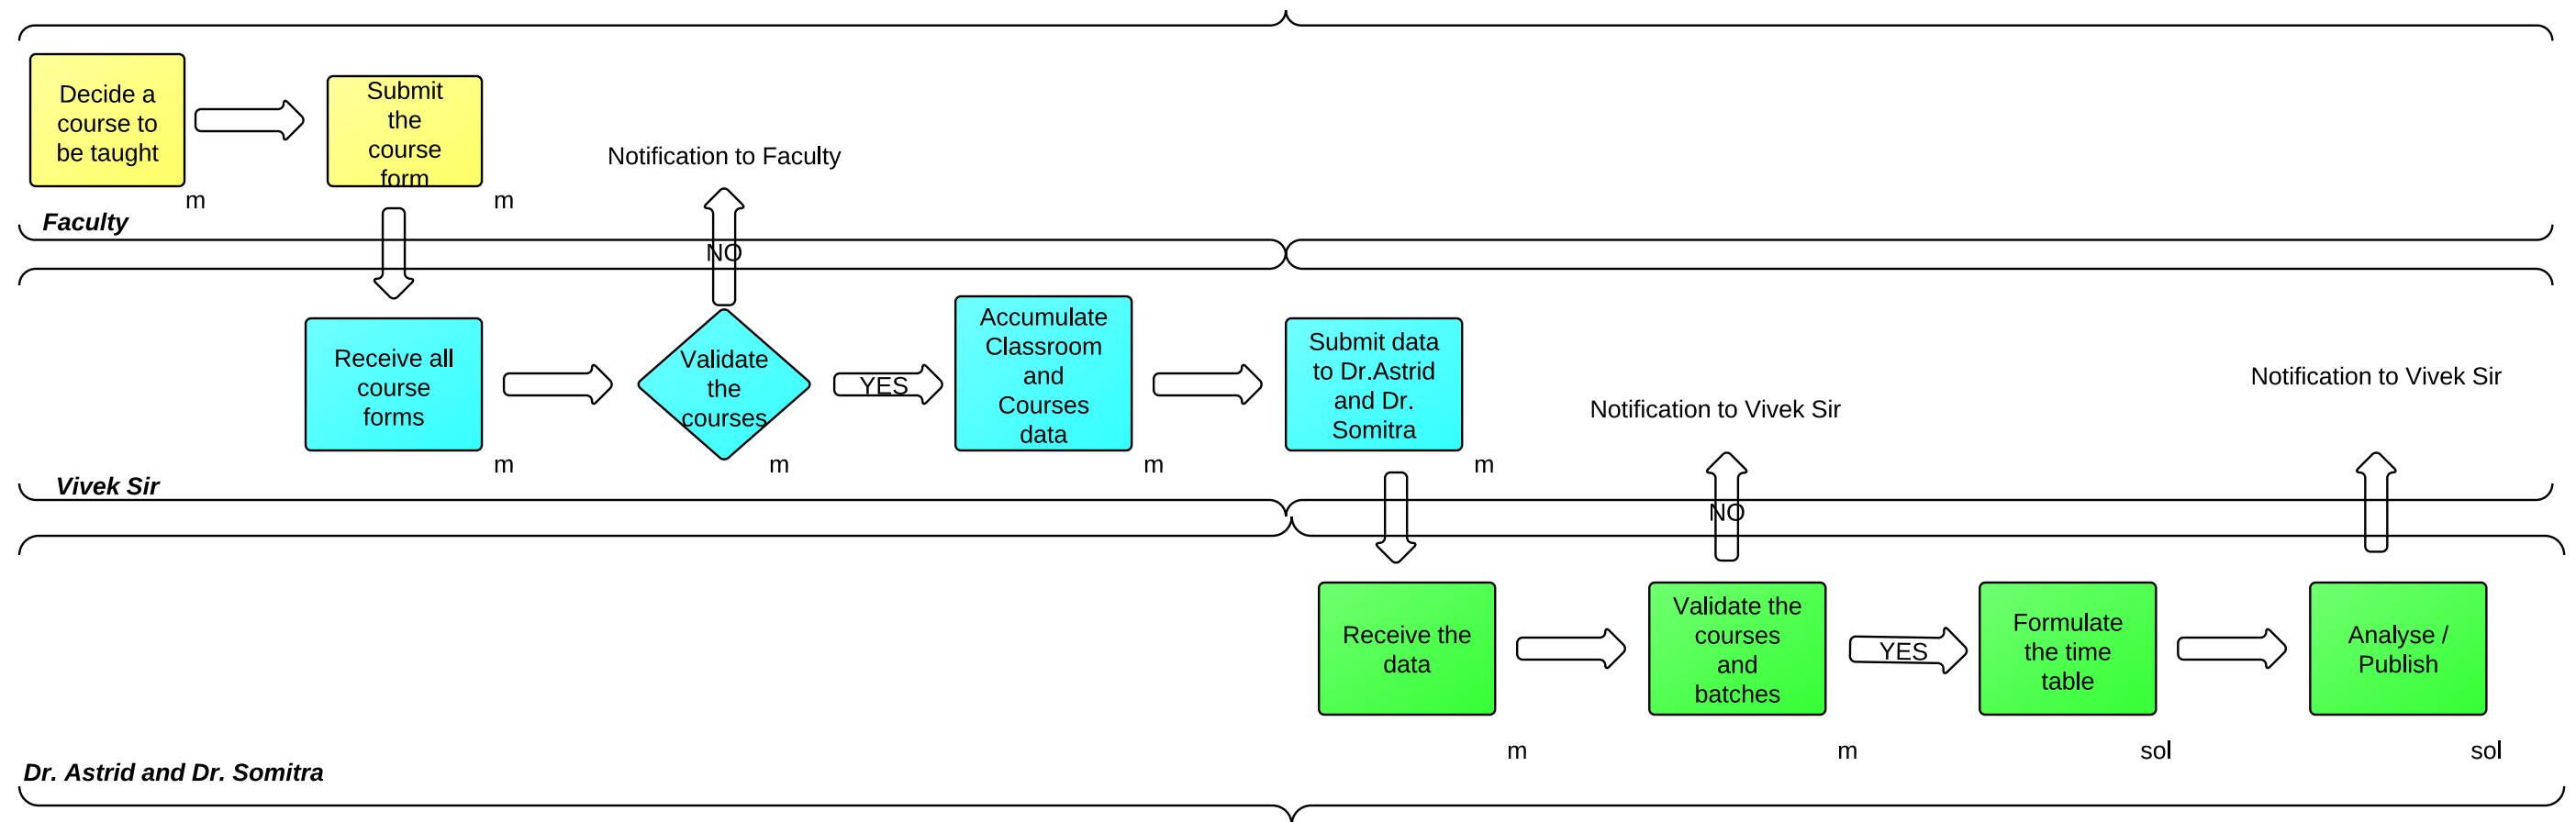 Decide a
course to
be taught
m
Submit
the
course
form
m
Notification to Faculty
Faculty
NO
Receive all
course
forms
m
Validate
the
courses
m
YES
Accumulate
Classroom
and
Courses
data
m
Submit data
to Dr.Astrid
and Dr.
Somitra
m
Notification to Vivek Sir
Notification to Vivek Sir
Vivek Sir
NO
Receive the
data
m
Validate the
courses
and
batches
m
YES
Formulate
the time
table
sol
Analyse /
Publish
sol
Dr. Astrid and Dr. Somitra